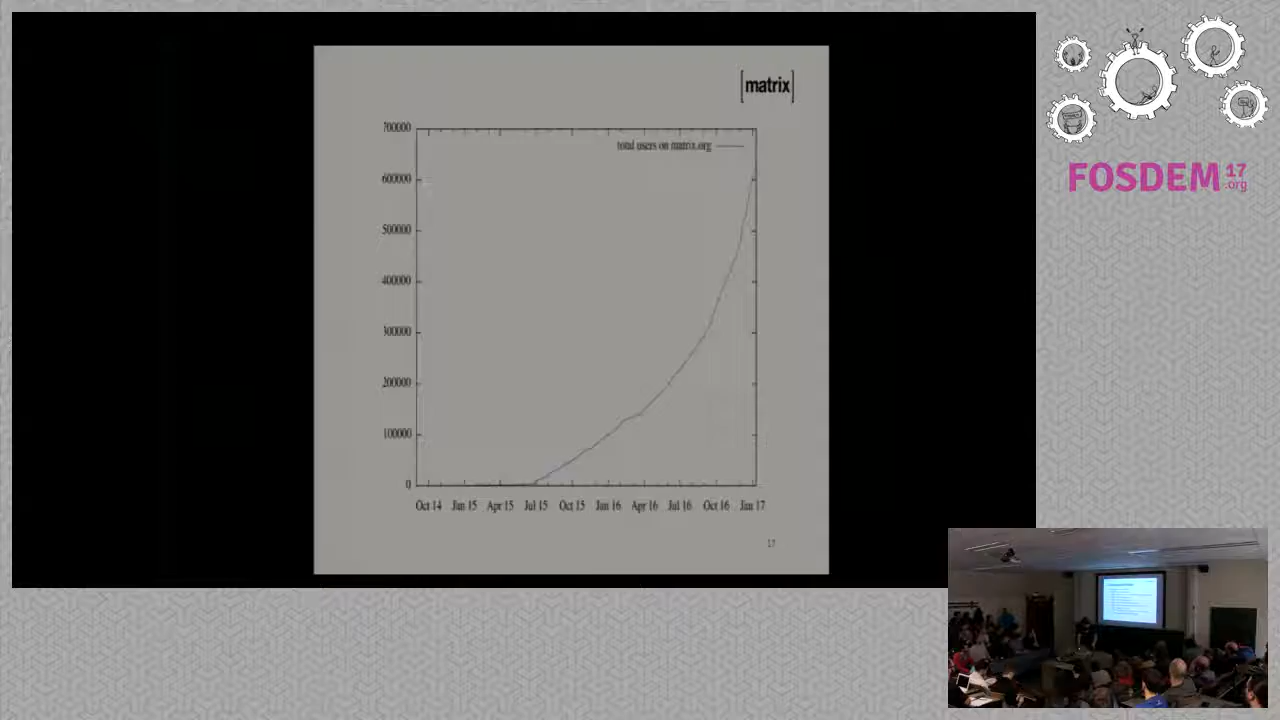 [matrix]
700000
total users on matrix.org
600000
500000
400000
300000
200000
100000
0
Oct 14 Jan 15 Apr 15 Jul 15 Oct 15 Jan 16 Apr 16 Jul 16 Oct 16 Jan 17
17
FOSDEM 17
.org